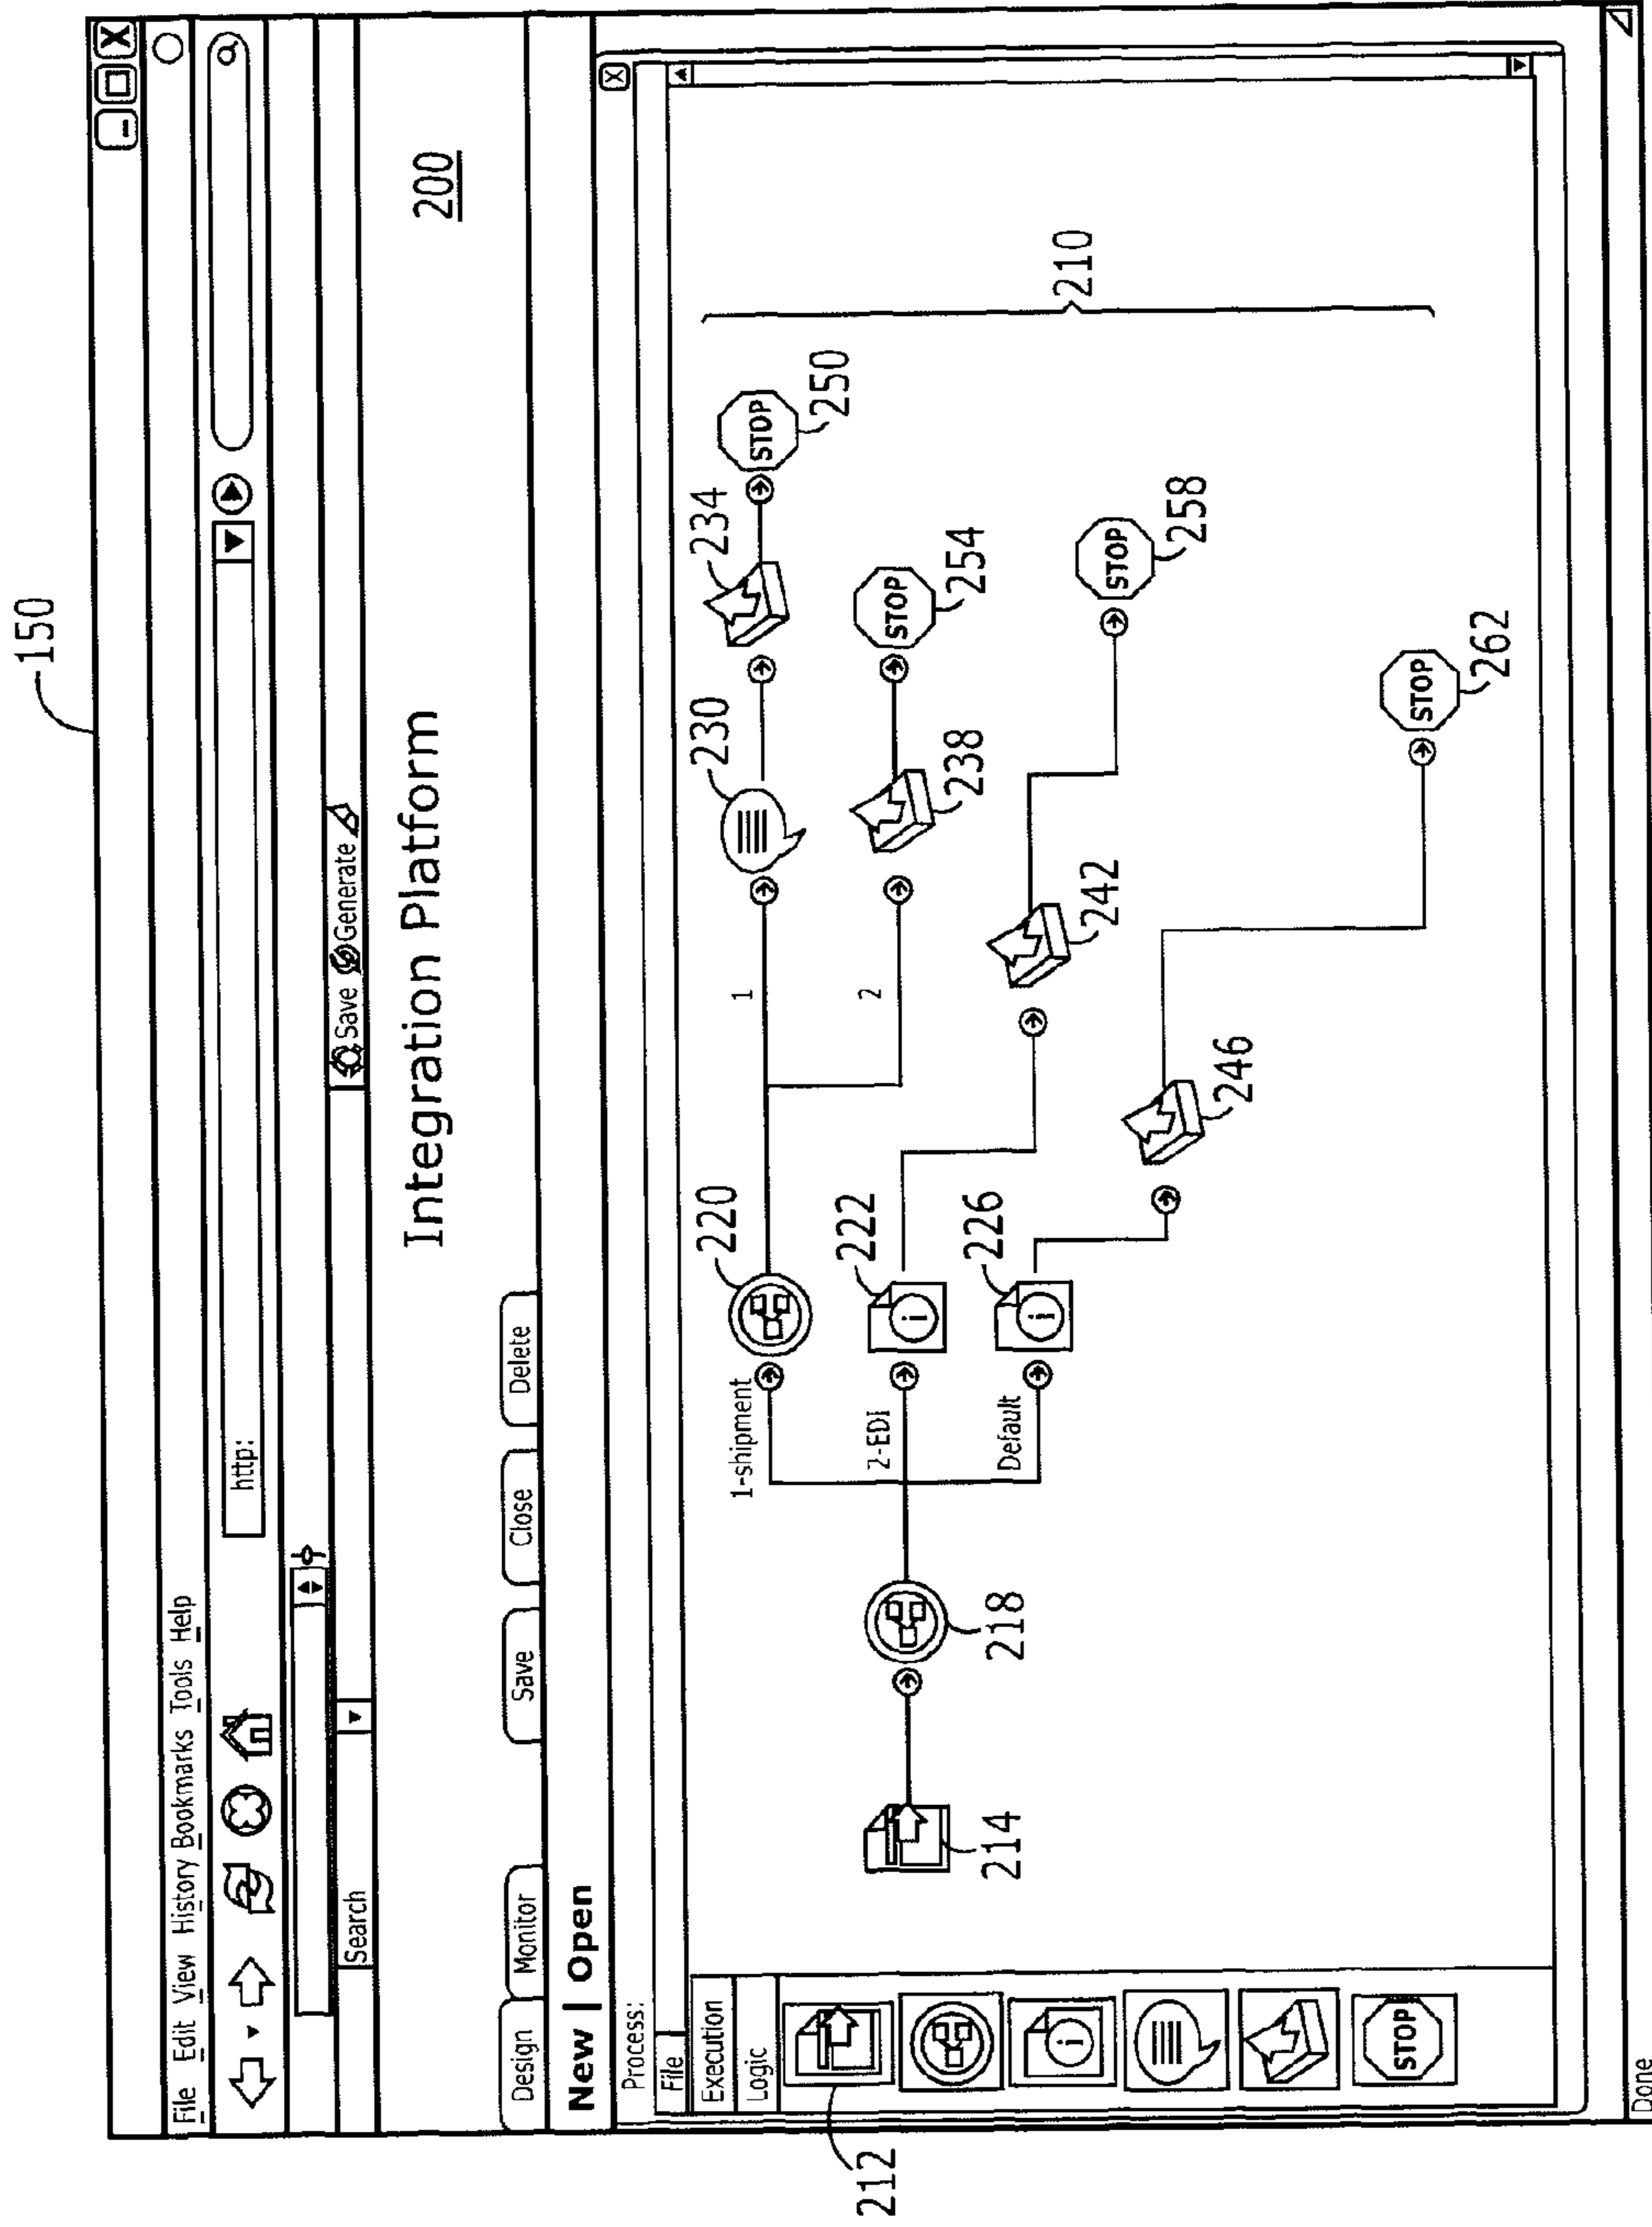 150
File Edit View History Bookmarks Tools Help
http:
Search
Save Generate
Integration Platform
200
Design Monitor Save Close Delete
New | Open
Process:
File
Execution
Logic
212
STOP
214
218
1-shipment
2-EDI
Default
220
222
226
1
2
230
234
238
242
246
STOP
250
STOP
254
STOP
258
STOP
262
210
Done